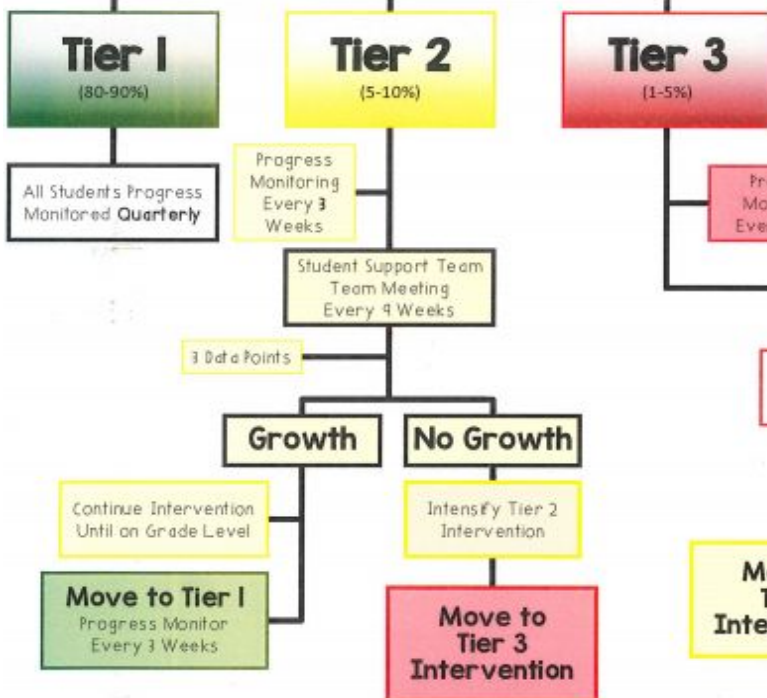 Tier 1
(80-90%)
Tier 2
(5-10%)
Tier 3
(1-5%)
All Students Progress
Monitored Quarterly
Progress
Monitoring
Every 3
Weeks
Student Support Team
Team Meeting
Every 9 Weeks
3 Data Points
Growth
No Growth
Continue Intervention
Until on Grade Level
Intensify Tier 2
Intervention
Move to Tier 1
Progress Monitor
Every 3 Weeks
Move to
Tier 3
Intervention